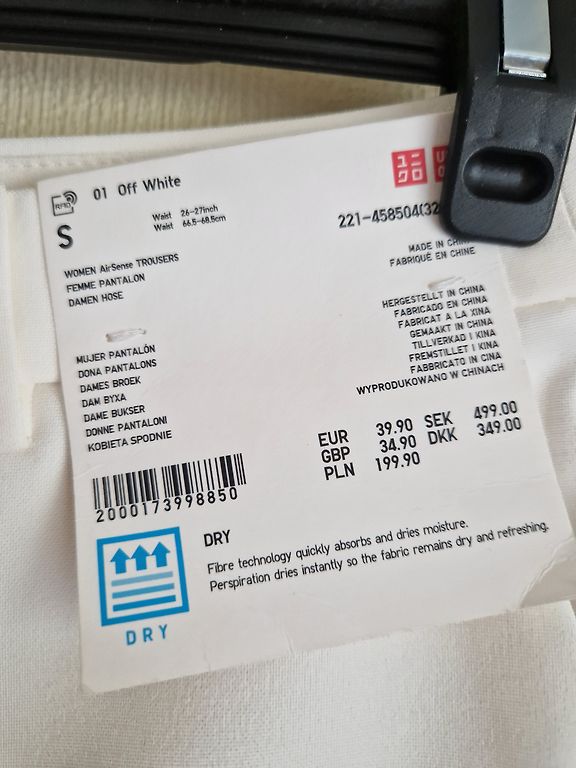 RFID
01 Off White
ユニ
クロ
S
Waist 26-27inch
Waist 66.5-68.5cm
221-458504(32
MADE IN
FABRIQUÉ EN CHINE
WOMEN AirSense TROUSERS
FEMME PANTALON
DAMEN HOSE
HERGESTELLT IN CHINA
FABRICADO EN CHINA
FABRICAT A LA XINA
GEMAAKT IN CHINA
TILLVERKAD I KINA
FREMSTILLET I KINA
FABBRICATO IN CINA
WYPRODUKOWANO W CHINACH
MUJER PANTALÓN
DONA PANTALONS
DAMES BROEK
DAM BYXA
DAME BUKSER
DONNE PANTALONI
KOBIETA SPODNIE
EUR 39.90 SEK 499.00
GBP 34.90 DKK 349.00
PLN 199.90
2000173998850
DRY
Fibre technology quickly absorbs and dries moisture.
Perspiration dries instantly so the fabric remains dry and refreshing.
DRY